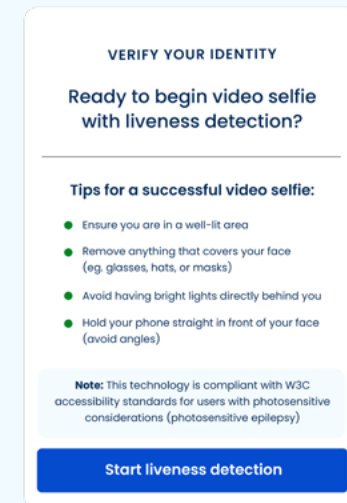 VERIFY YOUR IDENTITY
Ready to begin video selfie
with liveness detection?
Tips for a successful video selfie:
Ensure you are in a well-lit area
Remove anything that covers your face
(eg. glasses, hats, or masks)
Avoid having bright lights directly behind you
Hold your phone straight in front of your face
(avoid angles)
Note: This technology is compliant with W3C
accessibility standards for users with photosensitive
considerations (photosensitive epilepsy)
Start liveness detection